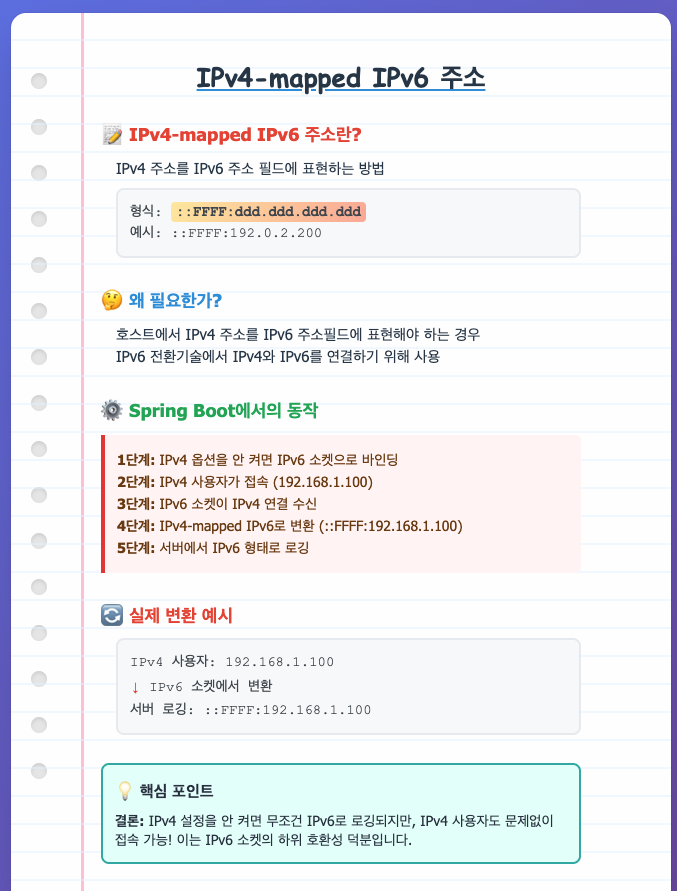 IPv4-mapped IPv6 주소
IPv4-mapped IPv6 주소란?
IPv4 주소를 IPv6 주소 필드에 표현하는 방법
형식: ::FFFF:ddd.ddd.ddd.ddd
예시: ::FFFF:192.0.2.200
왜 필요한가?
호스트에서 IPv4 주소를 IPv6 주소필드에 표현해야 하는 경우
IPv6 전환기술에서 IPv4와 IPv6를 연결하기 위해 사용
Spring Boot에서의 동작
1단계: IPv4 옵션을 안 켜면 IPv6 소켓으로 바인딩
2단계: IPv4 사용자가 접속 (192.168.1.100)
3단계: IPv6 소켓이 IPv4 연결 수신
4단계: IPv4-mapped IPv6로 변환 (::FFFF:192.168.1.100)
5단계: 서버에서 IPv6 형태로 로깅
실제 변환 예시
IPv4 사용자: 192.168.1.100
↓ IPv6 소켓에서 변환
서버 로깅: ::FFFF:192.168.1.100
핵심 포인트
결론: IPv4 설정을 안 켜면 무조건 IPv6로 로깅되지만, IPv4 사용자도 문제없이
접속 가능! 이는 IPv6 소켓의 하위 호환성 덕분입니다.